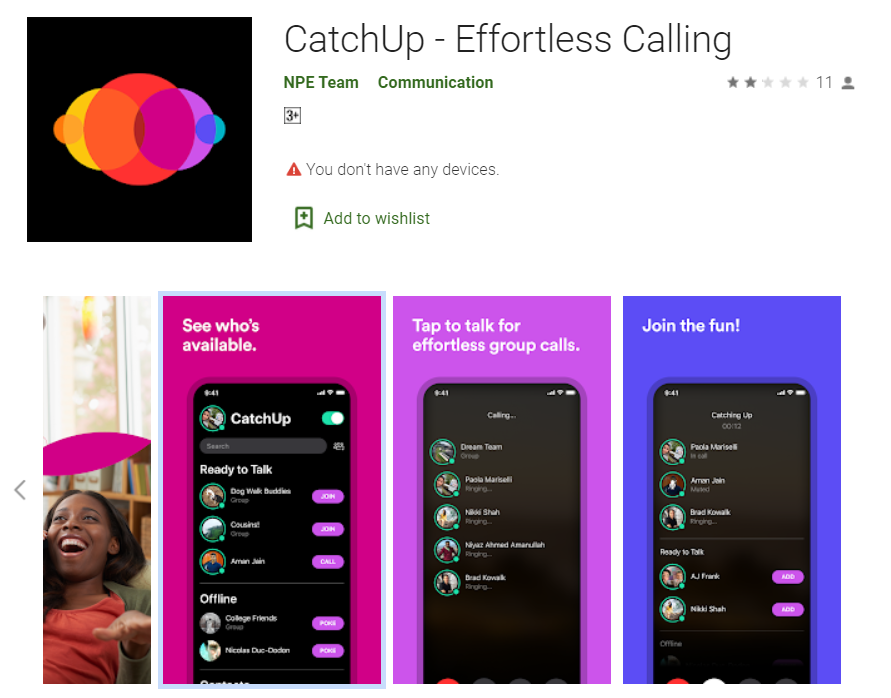 CatchUp - Effortless Calling
NPE Team Communication
11
3+
You don't have any devices.
Add to wishlist
See who's
available.
9:41
CatchUp
Search
Ready to Talk
Dog Walk Buddies
Group
JOIN
Cousins!
Group
JOIN
Aman Jain
CALL
Offline
College Friends
Group
POKE
Nicolas Duc-Dodon
POKE
Tap to talk for
effortless group calls.
9:41
Calling...
Dream Team
Group
Paola Mariselli
Ringing...
Nikki Shah
Ringing...
Niyaz Ahmed Amanullah
Ringing...
Brad Kowalk
Ringing...
Join the fun!
9:41
Catching Up
00:12
Paola Mariselli
In call
Aman Jain
Muted
Brad Kowalk
Ringing...
Ready to Talk
AJ Frank
ADD
Nikki Shah
ADD
Offline